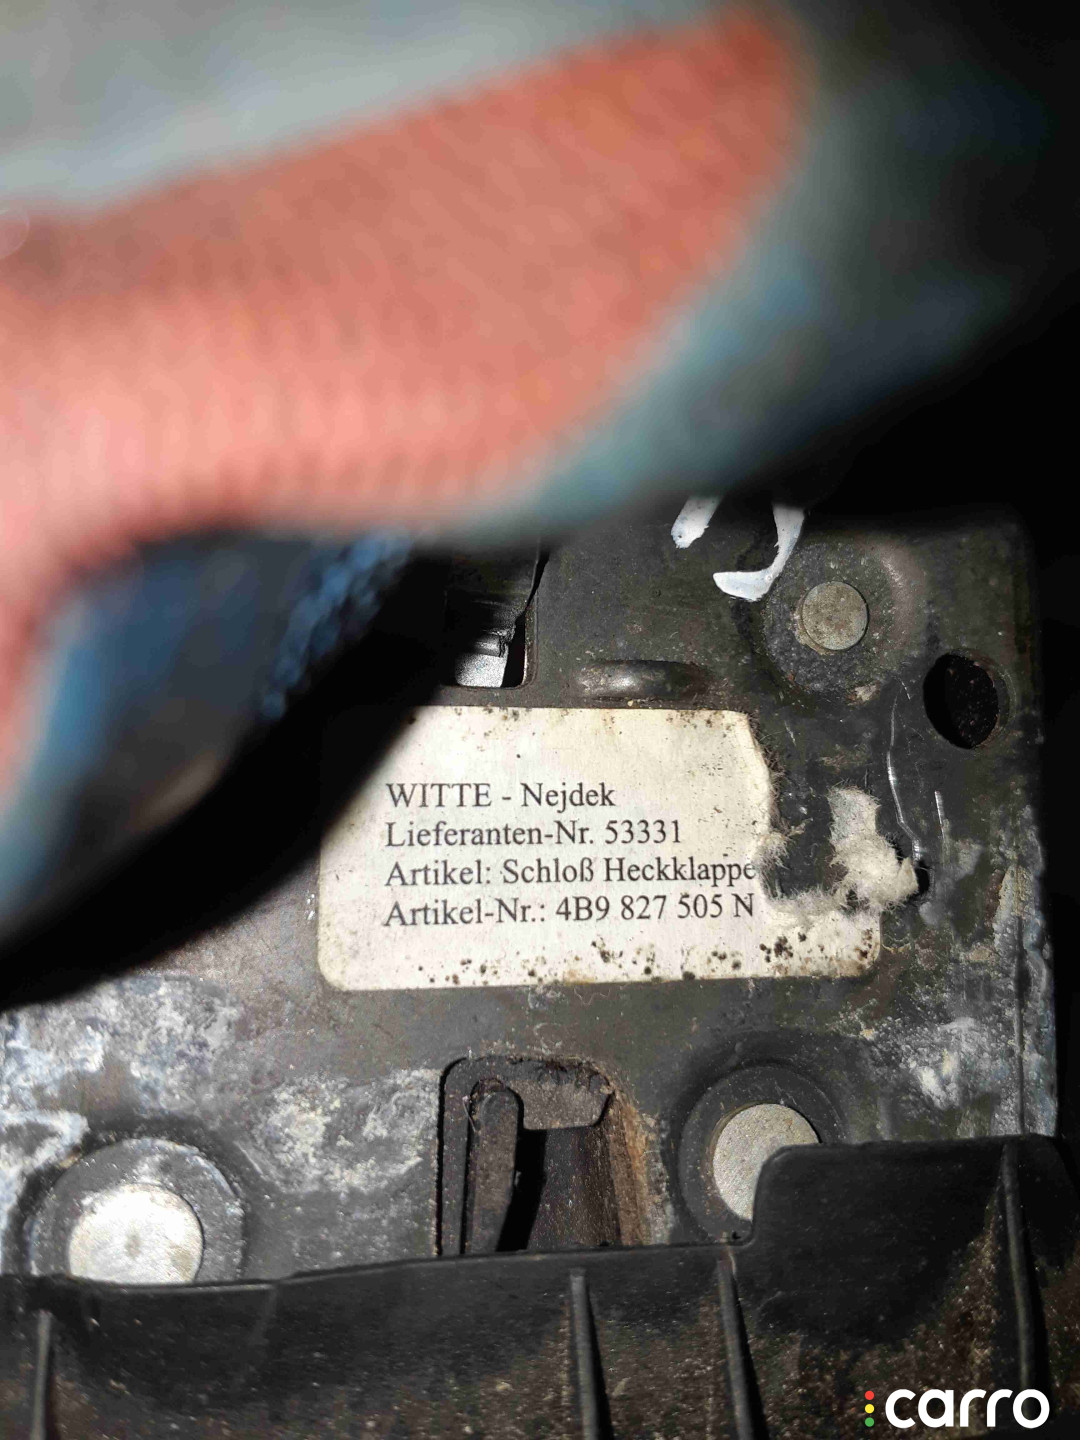 WITTE - Nejdek
Lieferanten-Nr. 53331
Artikel: Schloß Heckklappe
Artikel-Nr.: 4B9 827 505 N
carro